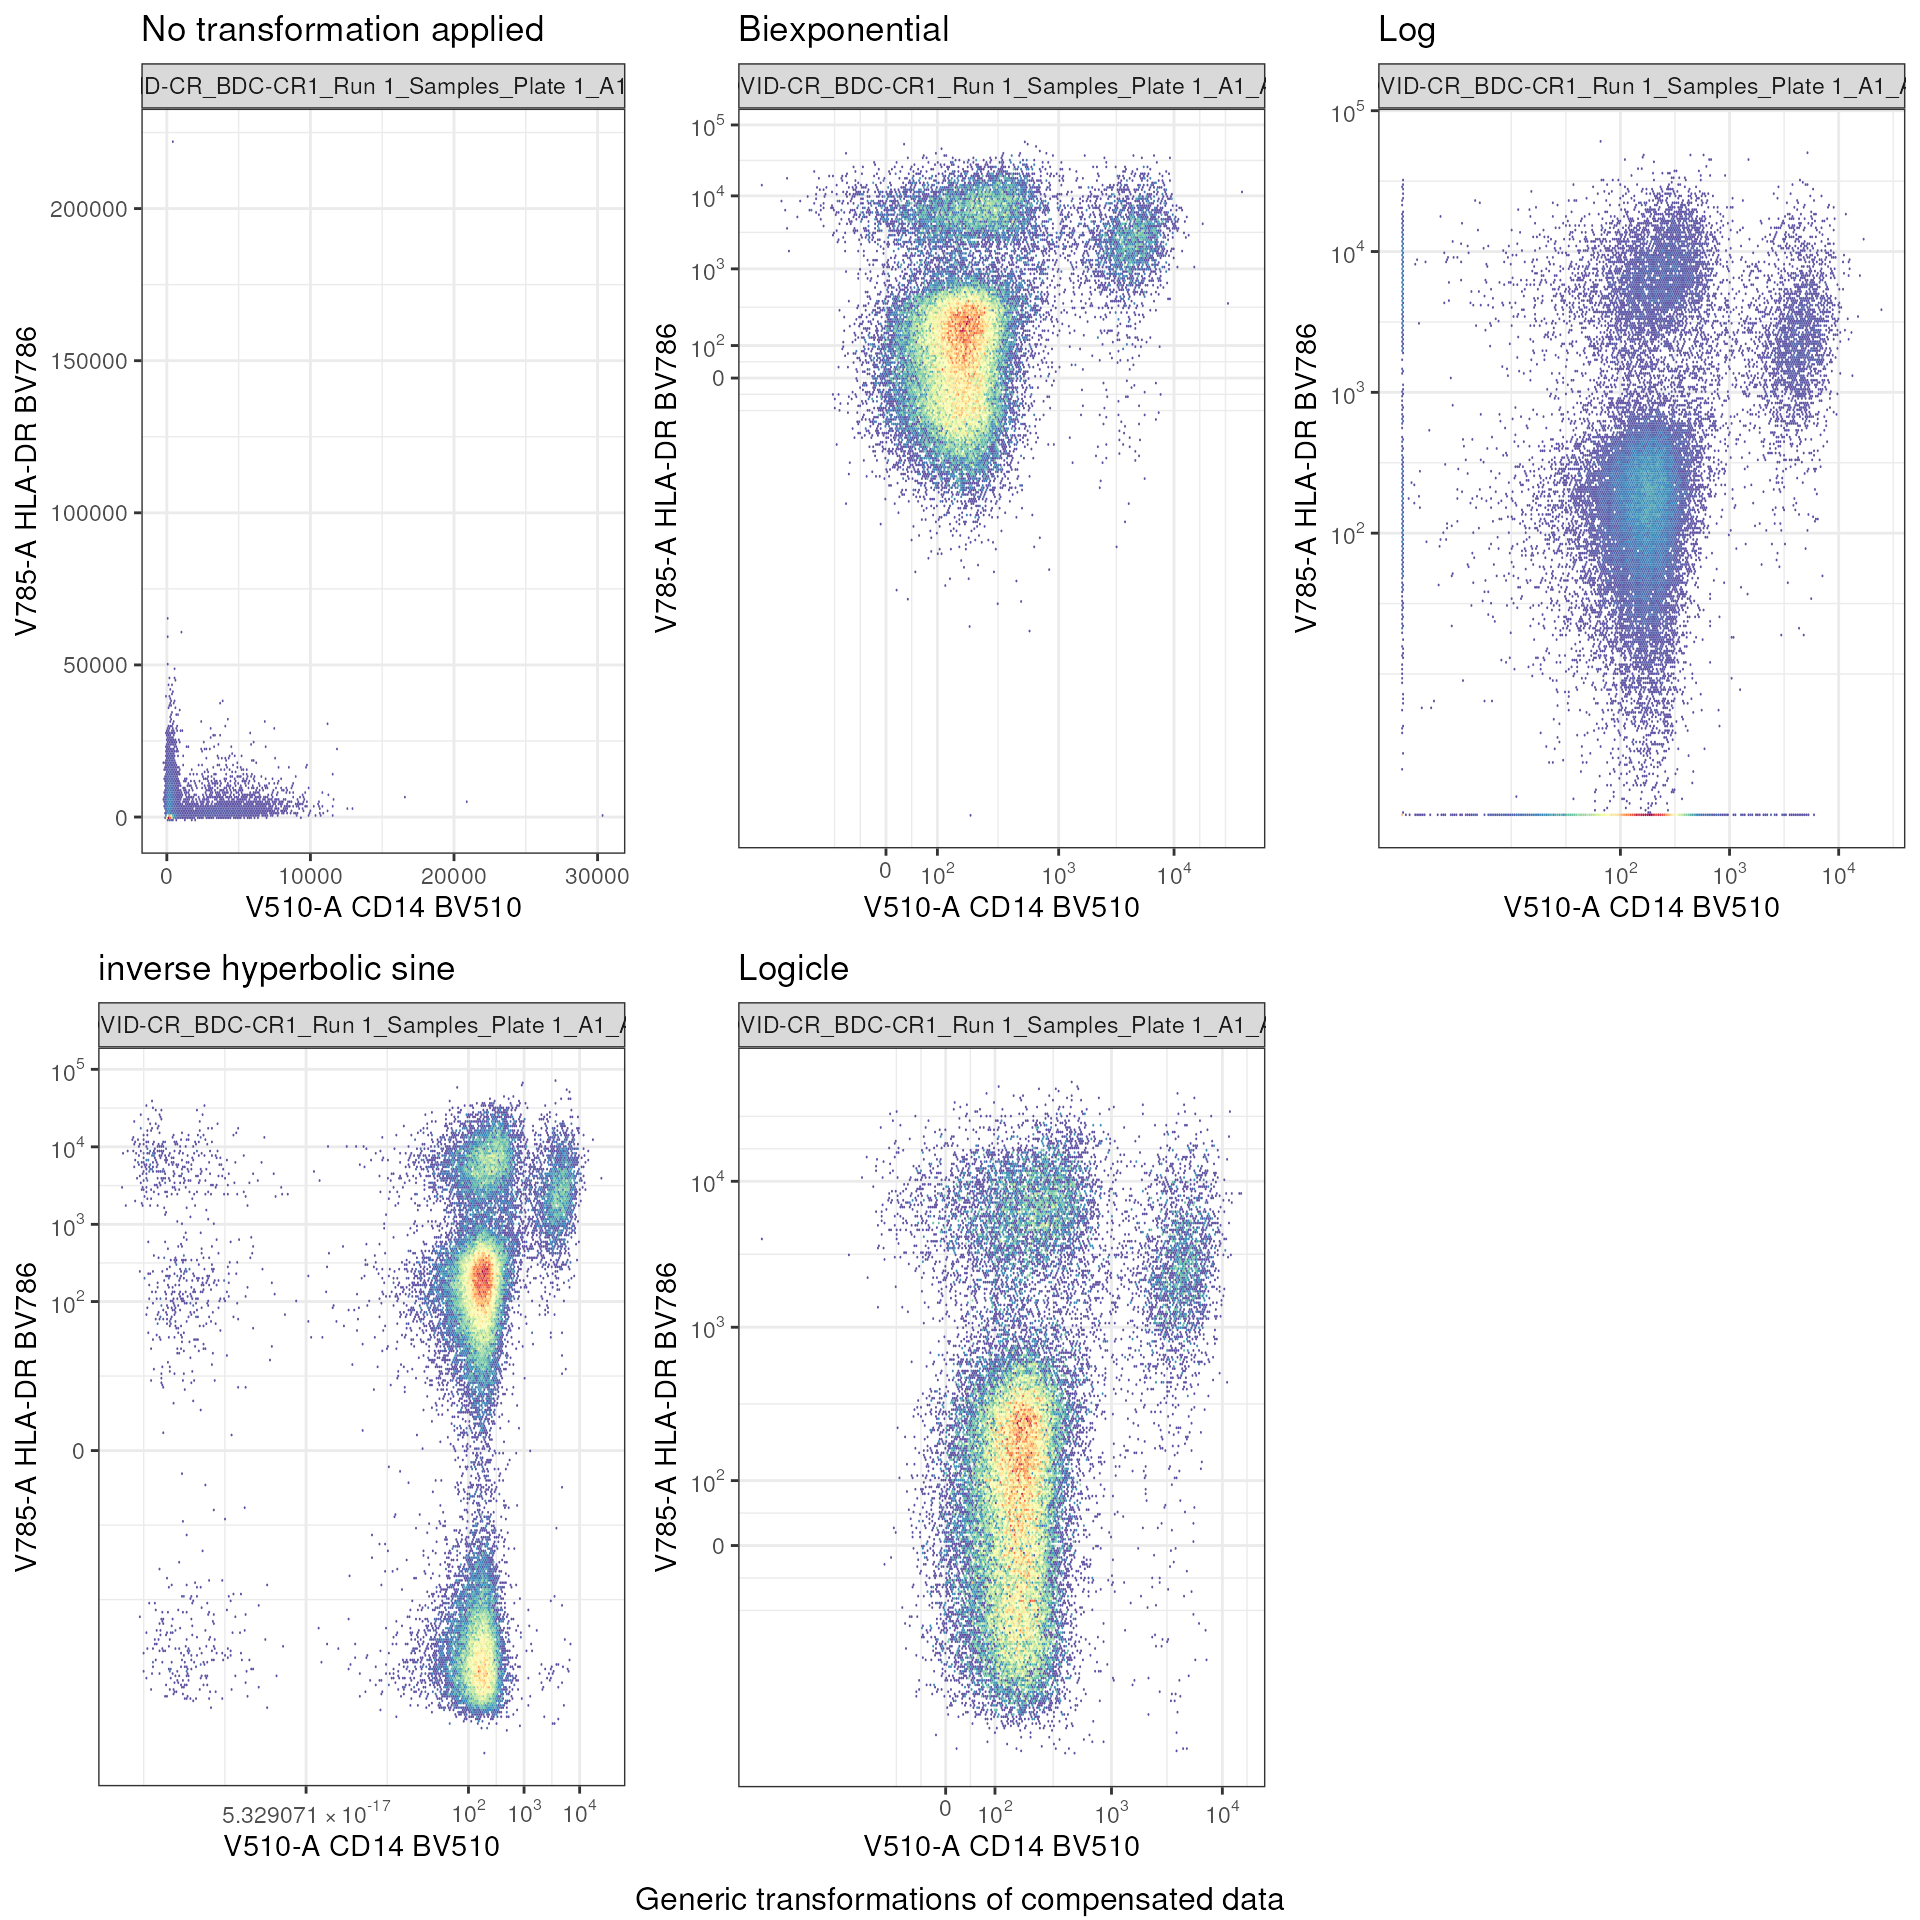 No transformation applied
Biexponential
Log
D-CR_BDC-CR1_Run 1_Samples_Plate 1_A1
VID-CR_BDC-CR1_Run 1_Samples_Plate 1_A1_A
VID-CR_BDC-CR1_Run 1_Samples_Plate 1_A1_A
V785-A HLA-DR BV786
200000
150000
100000
50000
0
0 10000 20000 30000
V510-A CD14 BV510
V785-A HLA-DR BV786
10^5
10^4
10^3
10^2
0
0 10^2 10^3 10^4
V510-A CD14 BV510
V785-A HLA-DR BV786
10^5
10^4
10^3
10^2
10^2 10^3 10^4
V510-A CD14 BV510
inverse hyperbolic sine
Logicle
VID-CR_BDC-CR1_Run 1_Samples_Plate 1_A1_A
VID-CR_BDC-CR1_Run 1_Samples_Plate 1_A1_A
V785-A HLA-DR BV786
10^5
10^4
10^3
10^2
0
5.329071 × 10^-17 10^2 10^3 10^4
V510-A CD14 BV510
V785-A HLA-DR BV786
10^4
10^3
10^2
0
0 10^2 10^3 10^4
V510-A CD14 BV510
Generic transformations of compensated data